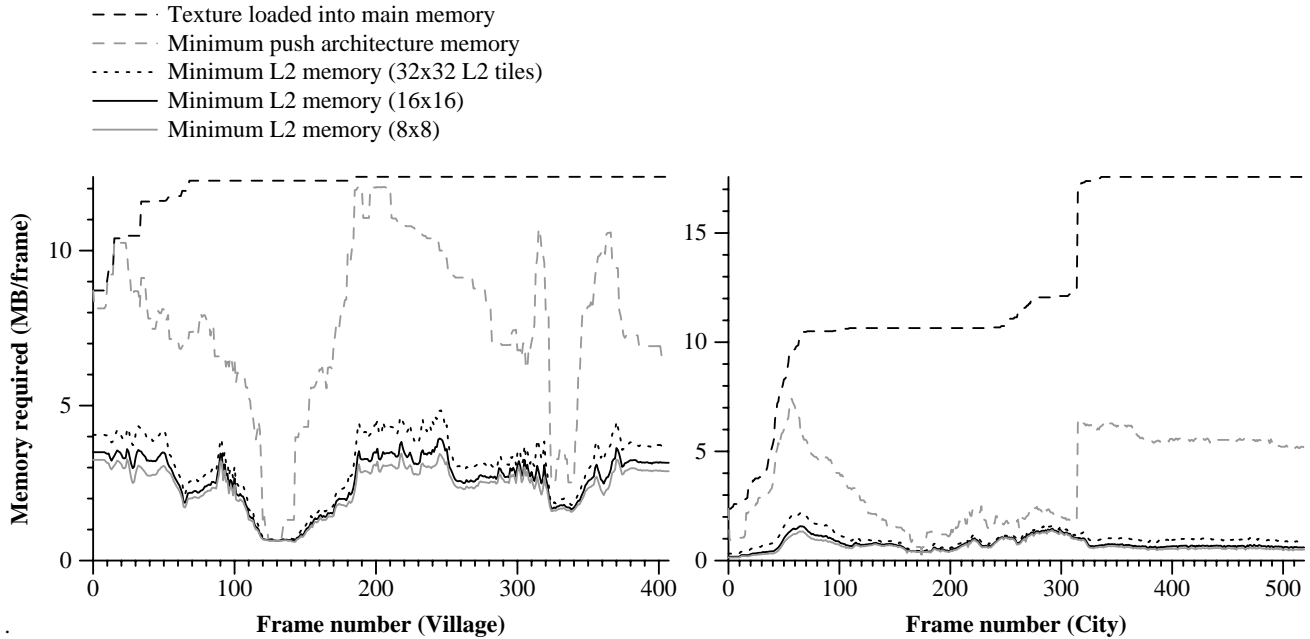 Texture loaded into main memory
Minimum push architecture memory
Minimum L2 memory (32x32 L2 tiles)
Minimum L2 memory (16x16)
Minimum L2 memory (8x8)
Memory required (MB/frame)
10
5
0
0 100 200 300 400
Frame number (Village)
15
10
5
0
0 100 200 300 400 500
Frame number (City)
.